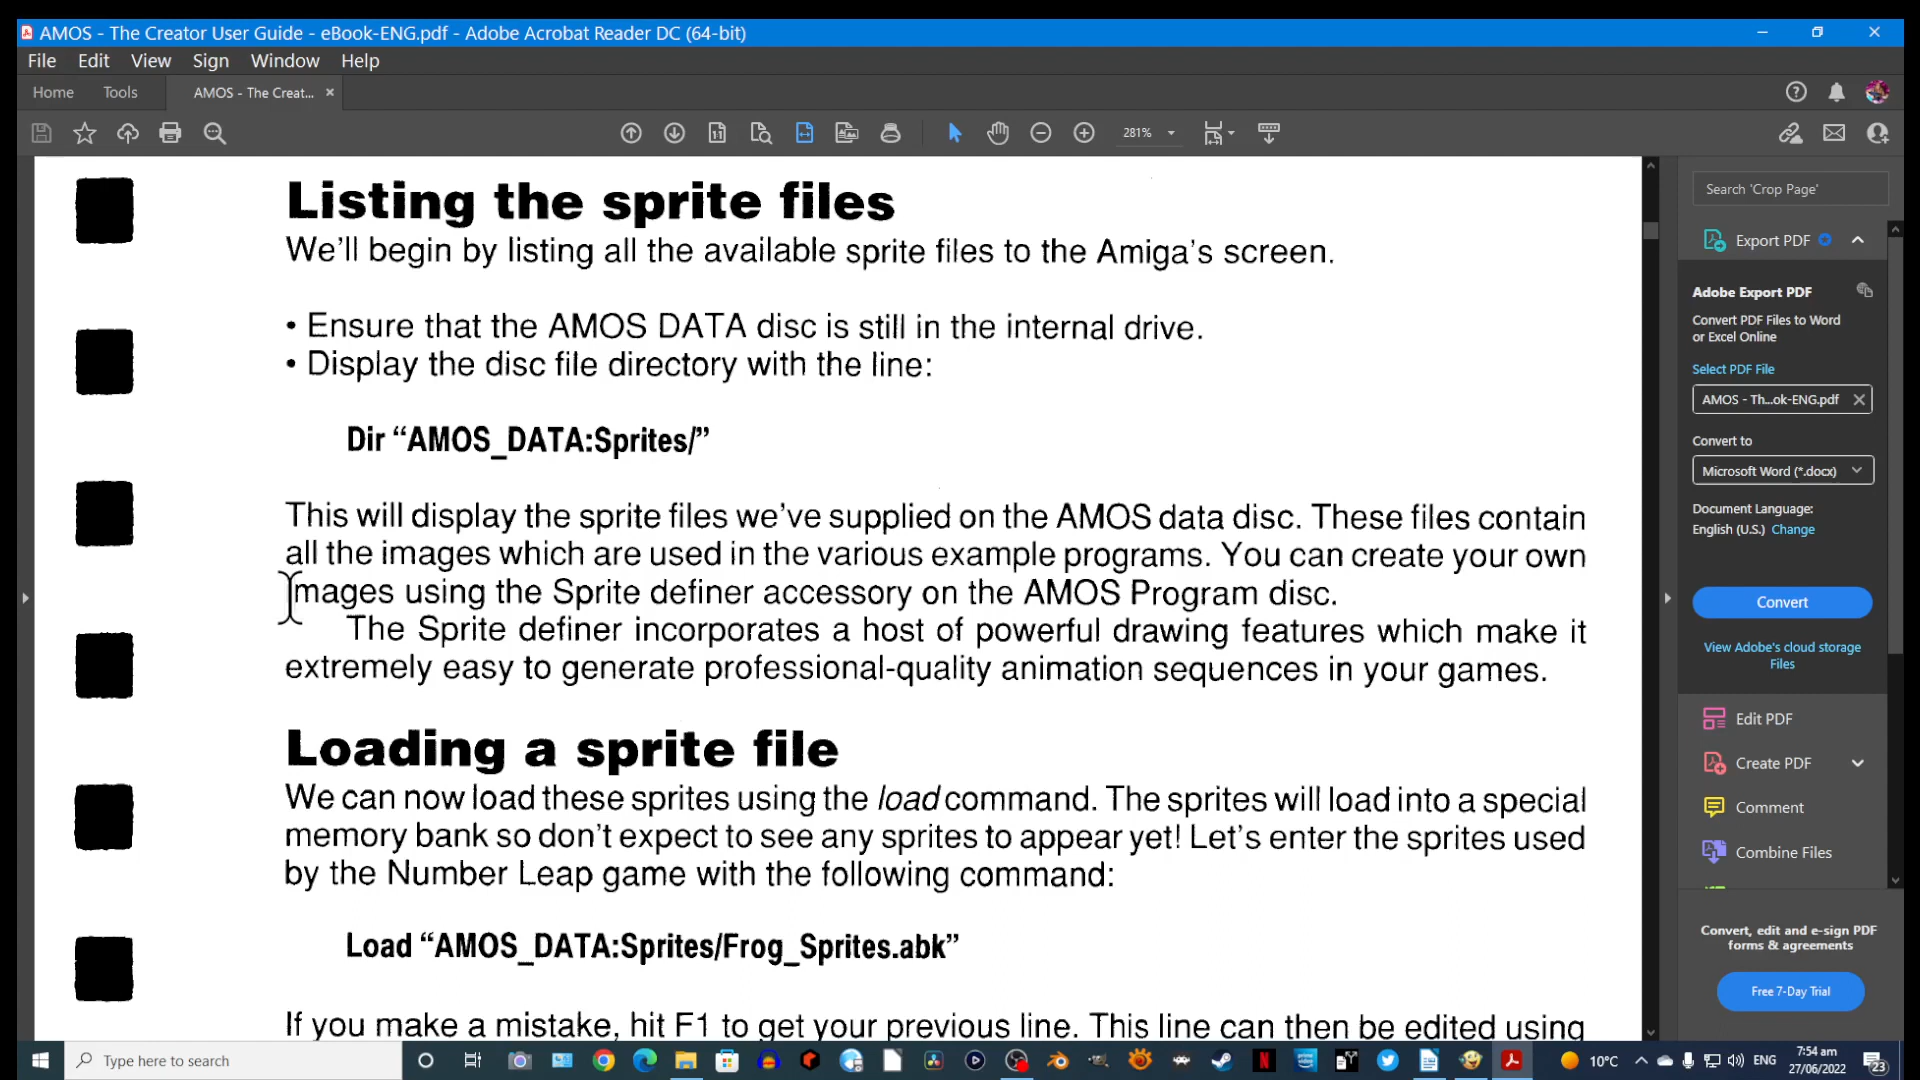 AMOS - The Creator User Guide - eBook-ENG.pdf - Adobe Acrobat Reader DC (64-bit)
File Edit View Sign Window Help
Home Tools AMOS - The Creat... ×
281%
Listing the sprite files
We'll begin by listing all the available sprite files to the Amiga's screen.
• Ensure that the AMOS DATA disc is still in the internal drive.
• Display the disc file directory with the line:
Dir “AMOS_DATA:Sprites/”
This will display the sprite files we've supplied on the AMOS data disc. These files contain
all the images which are used in the various example programs. You can create your own
images using the Sprite definer accessory on the AMOS Program disc.
The Sprite definer incorporates a host of powerful drawing features which make it
extremely easy to generate professional-quality animation sequences in your games.
Loading a sprite file
We can now load these sprites using the load command. The sprites will load into a special
memory bank so don't expect to see any sprites to appear yet! Let's enter the sprites used
by the Number Leap game with the following command:
Load “AMOS_DATA:Sprites/Frog_Sprites.abk”
If you make a mistake, hit F1 to get your previous line. This line can then be edited using
Search 'Crop Page'
Export PDF
Adobe Export PDF
Convert PDF Files to Word
or Excel Online
Select PDF File
AMOS - Th...ok-ENG.pdf
Convert to
Microsoft Word (*.docx)
Document Language:
English (U.S.) Change
Convert
View Adobe's cloud storage
Files
Edit PDF
Create PDF
Comment
Combine Files
Convert, edit and e-sign PDF
forms & agreements
Free 7-Day Trial
Type here to search
10°C
ENG
7:54 am
27/06/2022
23